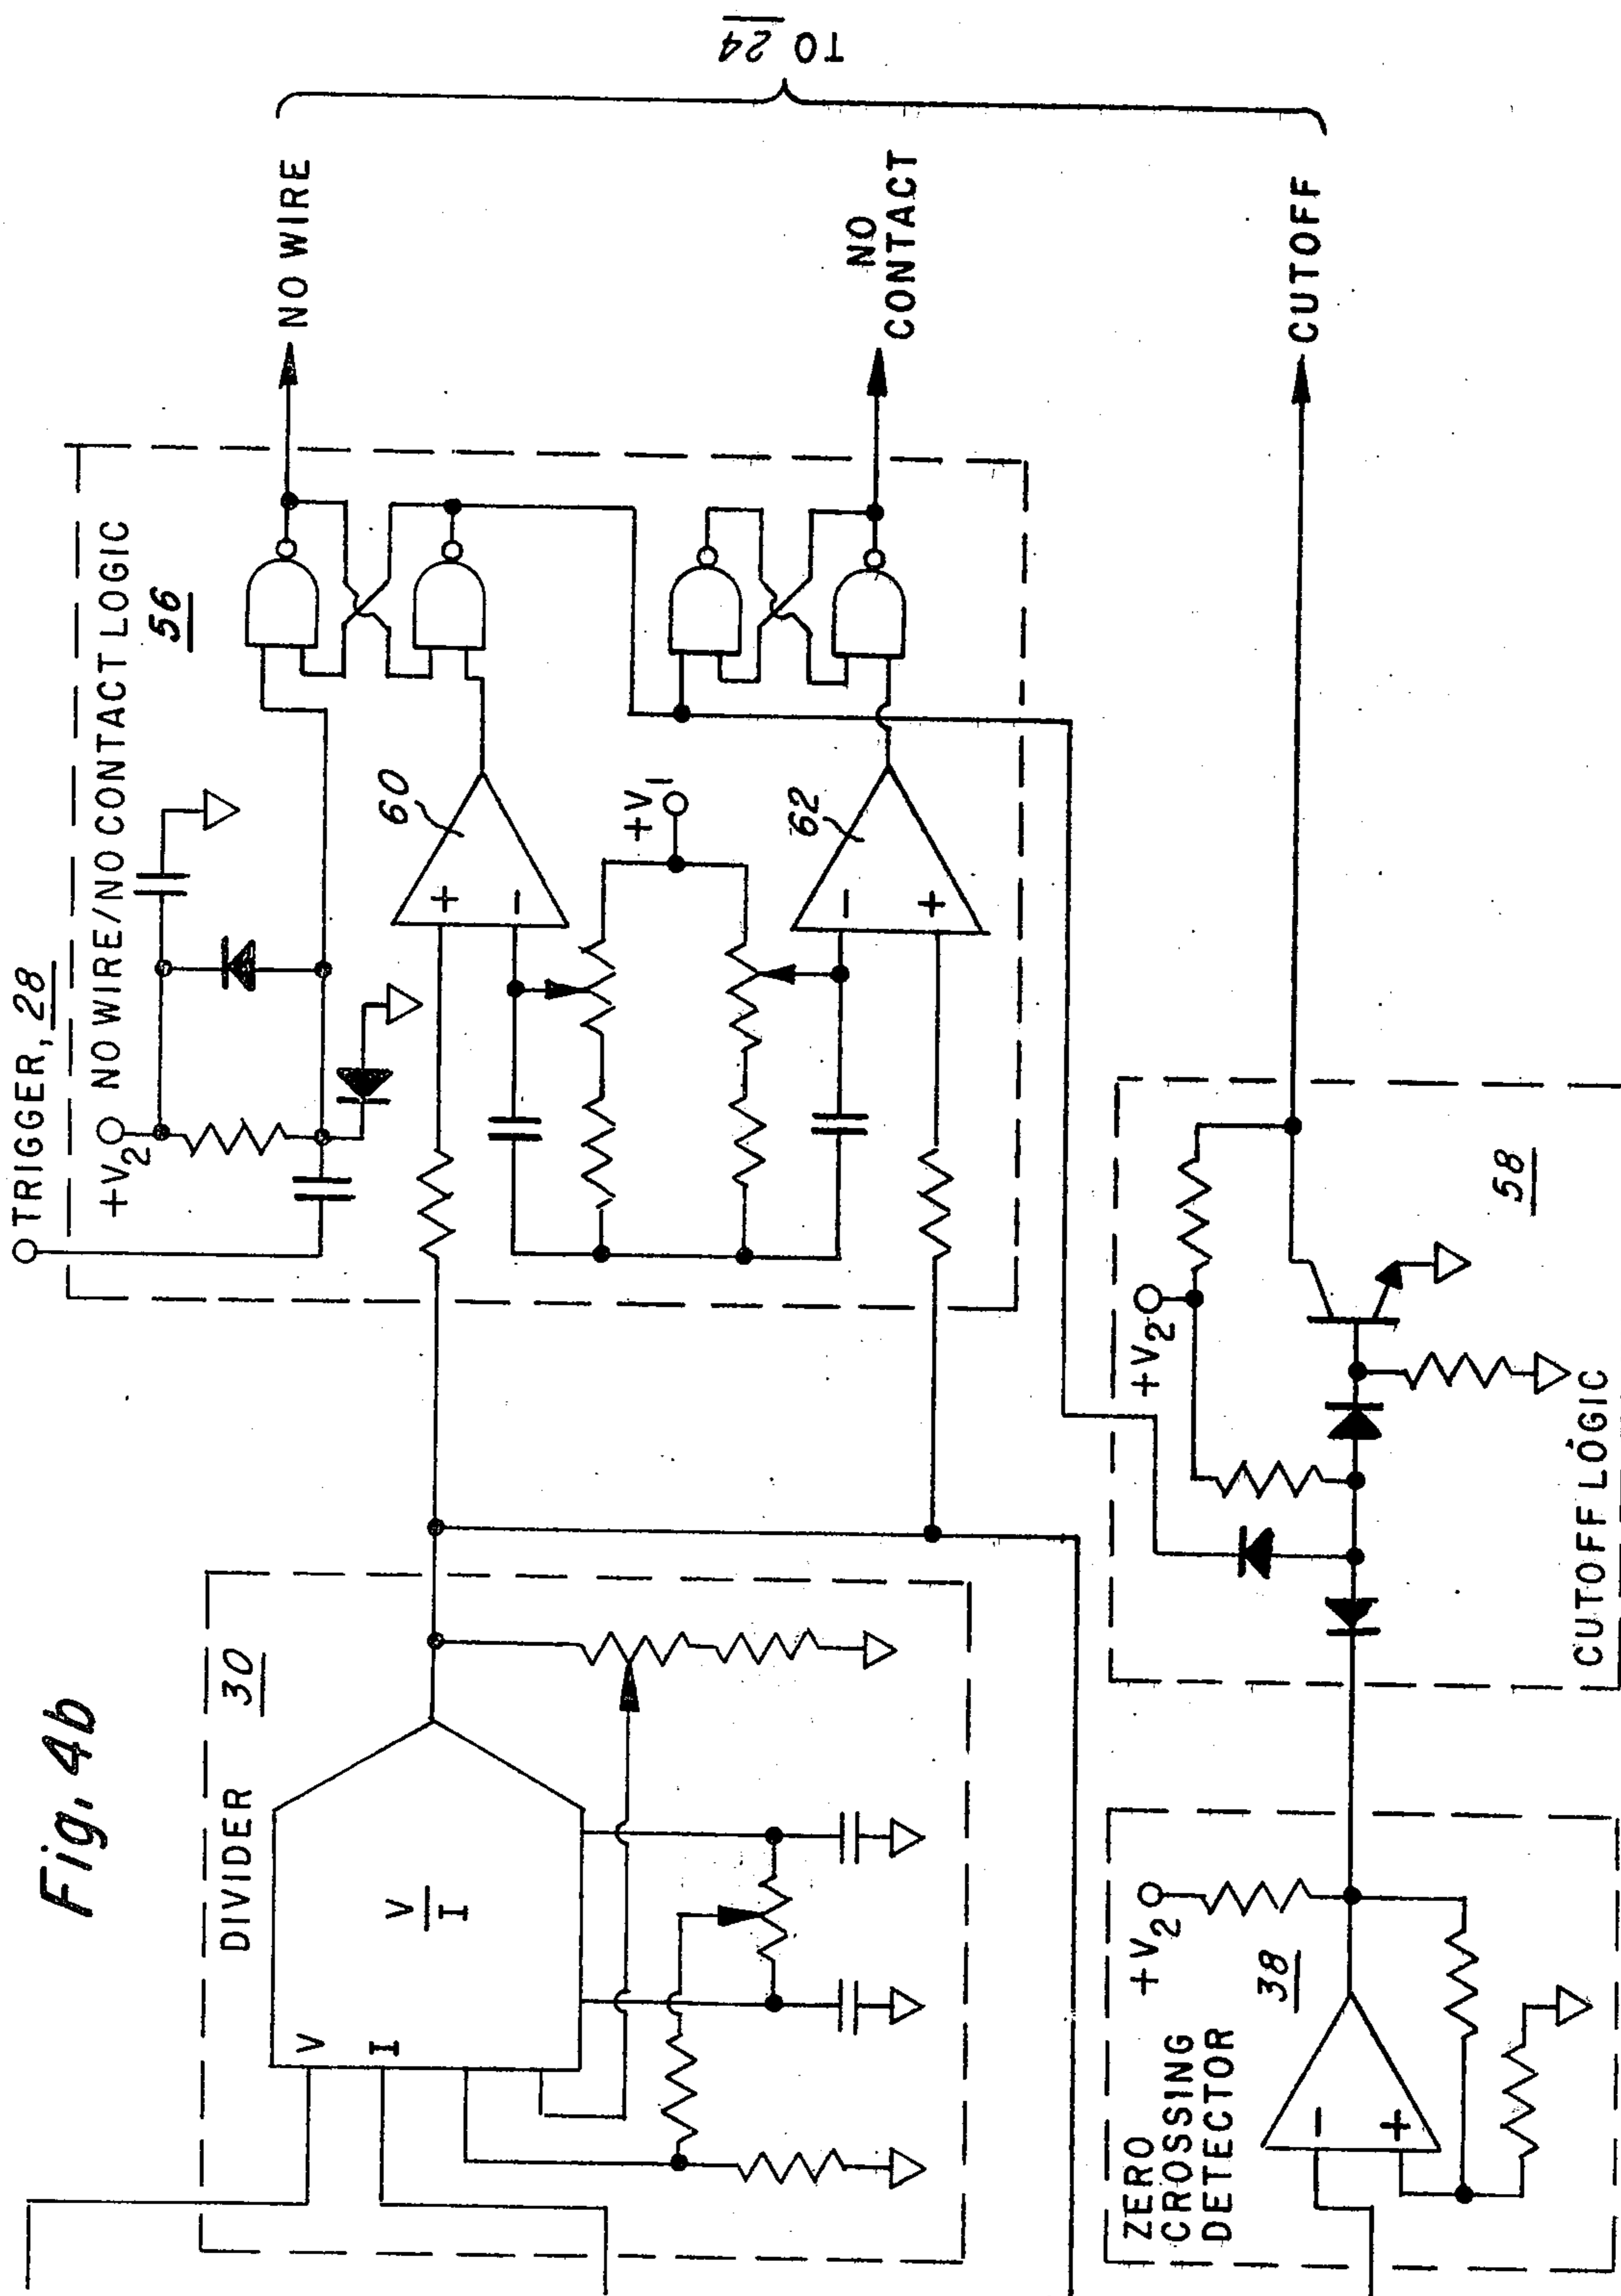 Fig. 4b
TRIGGER, 28
+V2
NO WIRE/NO CONTACT LOGIC
56
NO WIRE
TO 24
DIVIDER
30
V
I
V
I
60
+
-
+V1
62
-
+
NO
CONTACT
ZERO
CROSSING
DETECTOR
+V2
38
-
+
+V2
58
CUTOFF LOGIC
CUTOFF